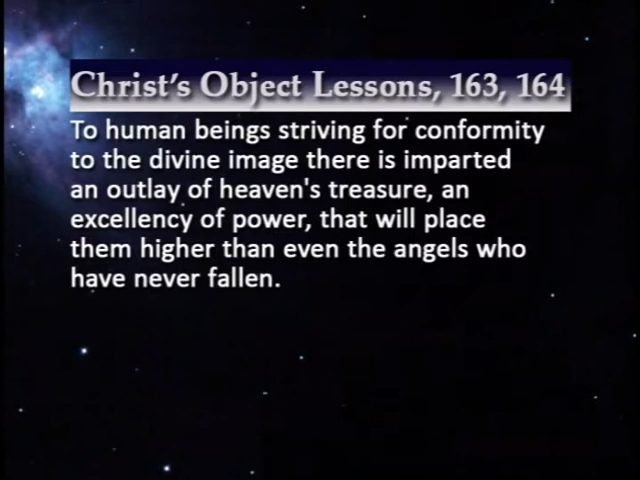 Christ's Object Lessons, 163, 164
To human beings striving for conformity
to the divine image there is imparted
an outlay of heaven's treasure, an
excellency of power, that will place
them higher than even the angels who
have never fallen.